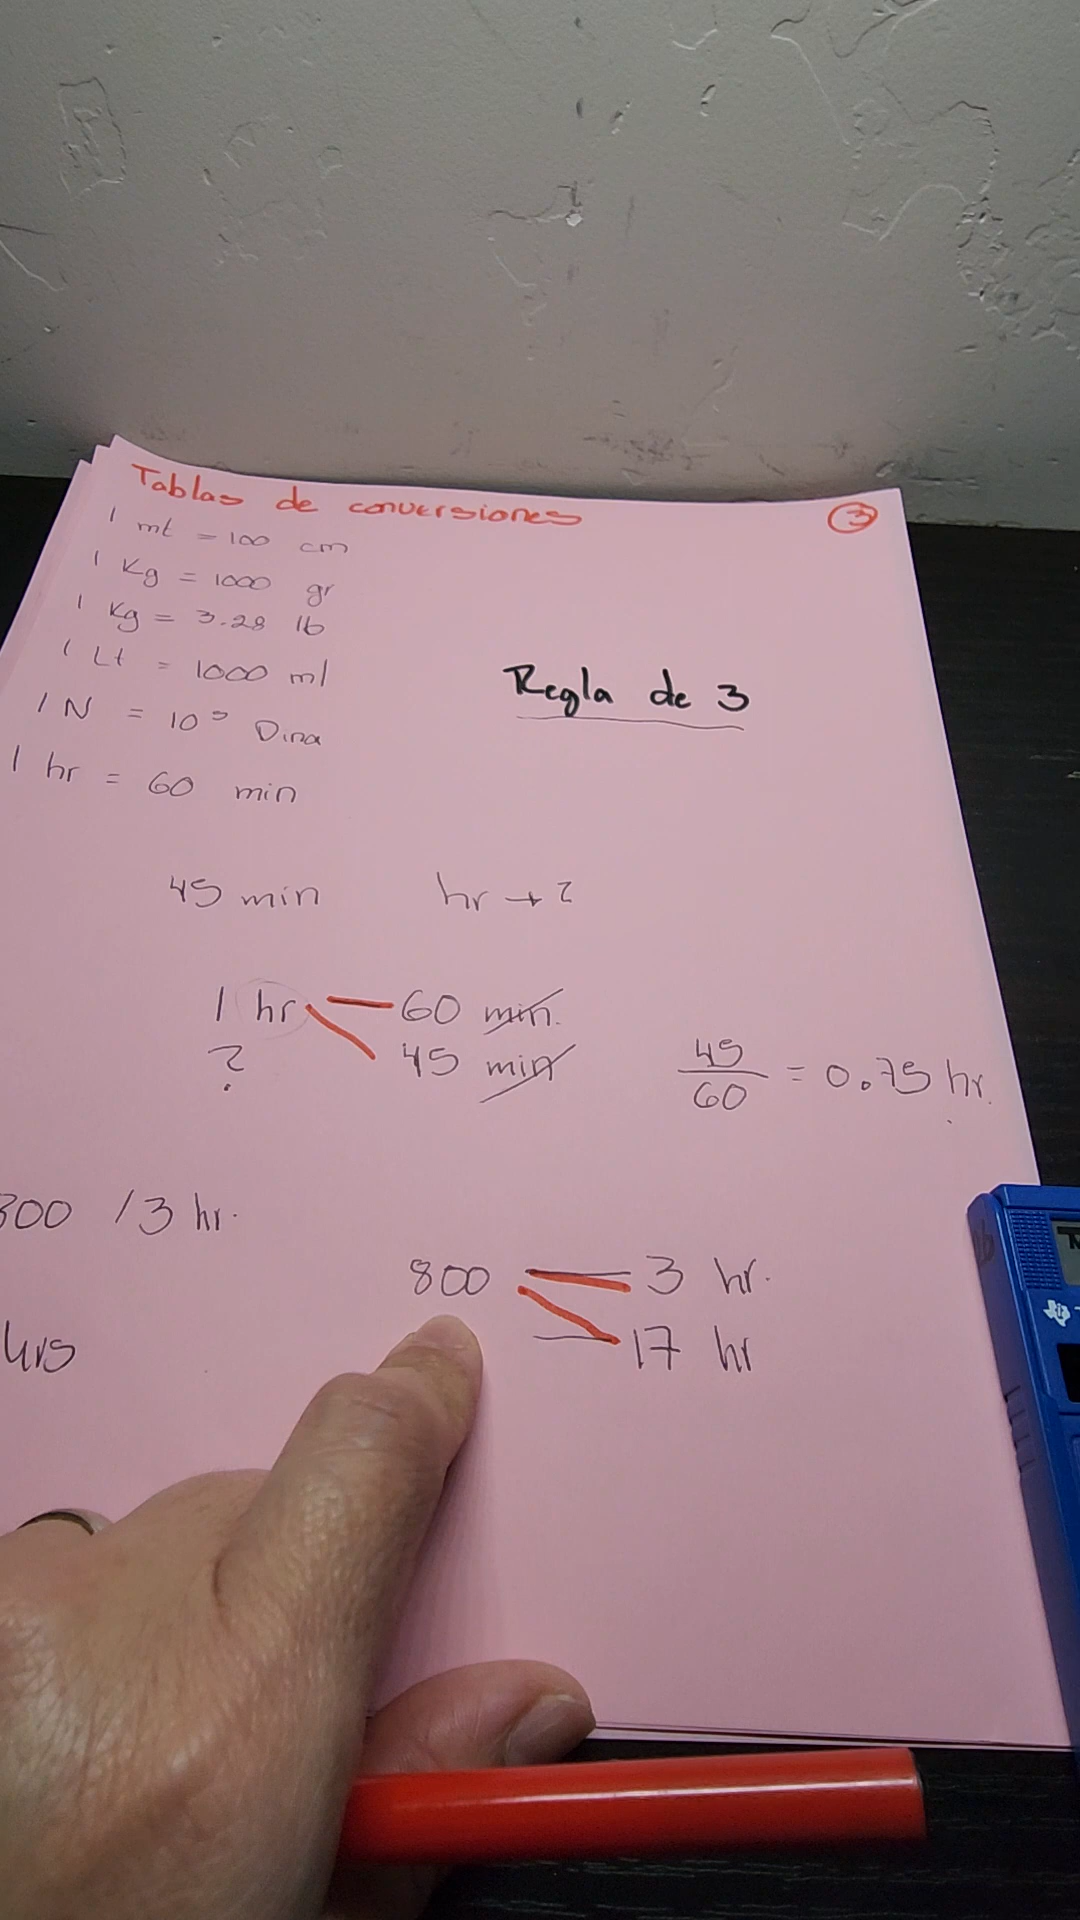 Tablas de conversiones
3
1 mt = 100 cm
1 Kg = 1000 gr
1 Kg = 3.28 lb
1 Lt = 1000 ml
1 N = 10⁵ Dina
1 hr = 60 min
Regla de 3
45 min hr → ?
1 hr — 60 min.
? 45 min
45/60 = 0.75 hr.
800 / 3 hr.
800 — 3 hr.
— 17 hr
hrs